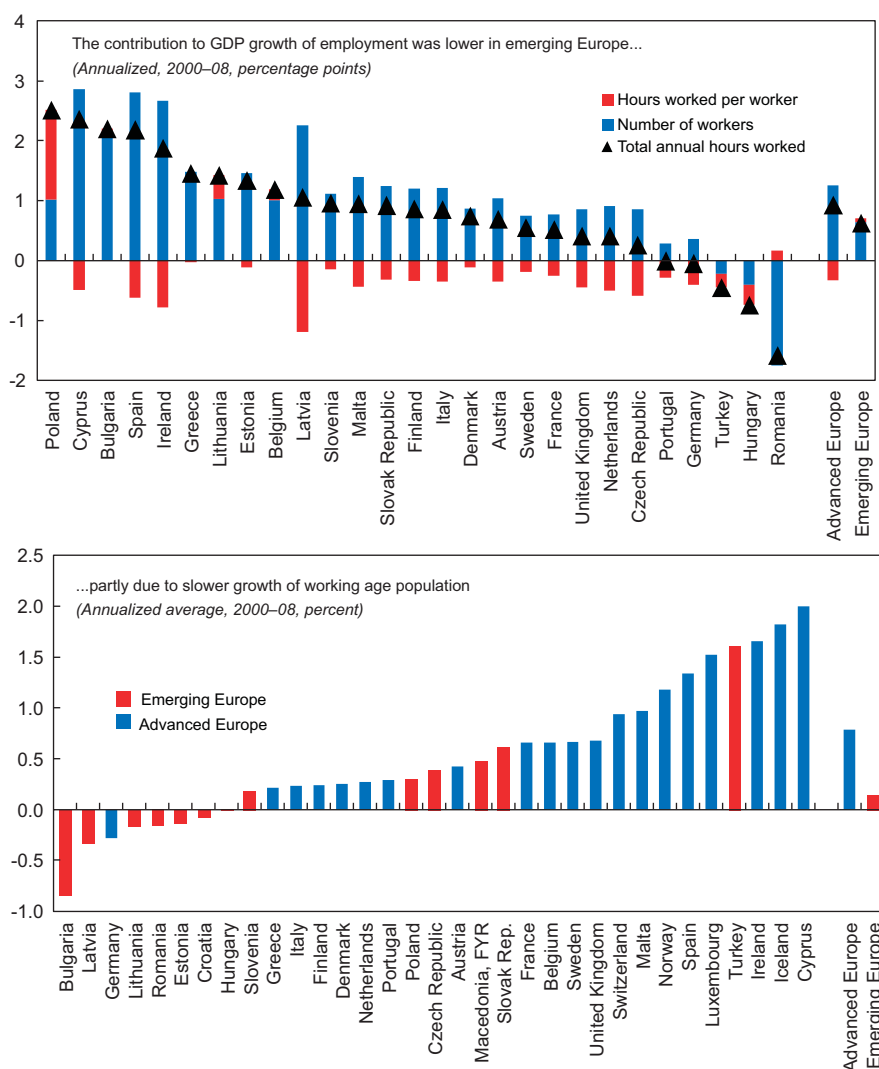 4
The contribution to GDP growth of employment was lower in emerging Europe...
(Annualized, 2000–08, percentage points)
3
Hours worked per worker
Number of workers
2
Total annual hours worked
1
0
-1
-2
Poland
Cyprus
Bulgaria
Spain
Ireland
Greece
Lithuania
Estonia
Belgium
Latvia
Slovenia
Malta
Slovak Republic
Finland
Italy
Denmark
Austria
Sweden
France
United Kingdom
Netherlands
Czech Republic
Portugal
Germany
Turkey
Hungary
Romania
Advanced Europe
Emerging Europe
2.5
...partly due to slower growth of working age population
(Annualized average, 2000–08, percent)
2.0
1.5
1.0
Emerging Europe
Advanced Europe
0.5
0.0
-0.5
-1.0
Bulgaria
Latvia
Germany
Lithuania
Romania
Estonia
Croatia
Hungary
Slovenia
Greece
Italy
Finland
Denmark
Netherlands
Portugal
Poland
Czech Republic
Austria
Macedonia, FYR
Slovak Rep.
France
Belgium
Sweden
United Kingdom
Switzerland
Malta
Norway
Spain
Luxembourg
Turkey
Ireland
Iceland
Cyprus
Advanced Europe
Emerging Europe